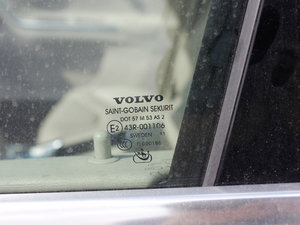 VOLVO
SAINT-GOBAIN SEKURIT
DOT 57 M 53 AS 2
E2 43R-001106
SWEDEN